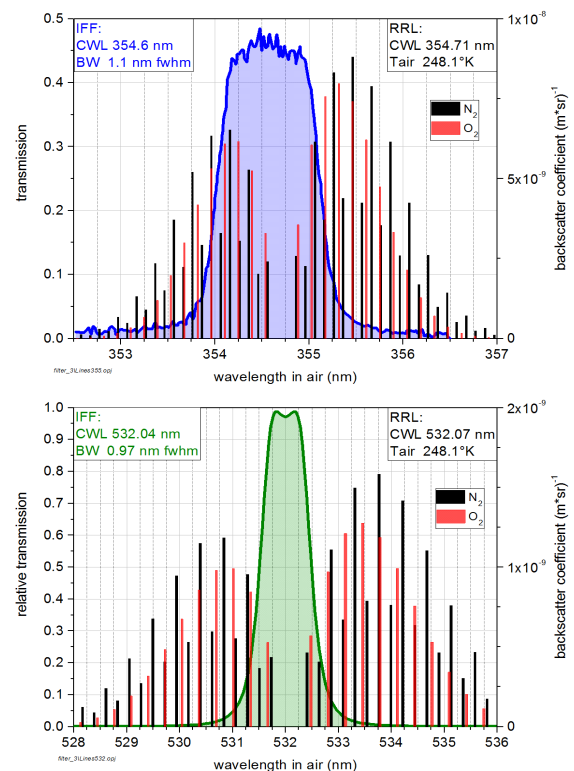 0.5
0.4
0.3
0.2
0.1
0.0
transmission
IFF:
CWL 354.6 nm
BW 1.1 nm fwhm
RRL:
CWL 354.71 nm
Tair 248.1°K
N2
O2
1x10-8
5x10-9
0
backscatter coefficient (m*sr)-1
353
354
355
356
357
wavelength in air (nm)
filter_3\Lines355.opj
1.0
0.9
0.8
0.7
0.6
0.5
0.4
0.3
0.2
0.1
0.0
relative transmission
IFF:
CWL 532.04 nm
BW 0.97 nm fwhm
RRL:
CWL 532.07 nm
Tair 248.1°K
N2
O2
2x10-9
1x10-9
0
backscatter coefficient (m*sr)-1
528
529
530
531
532
533
534
535
536
wavelength in air (nm)
filter_3\Lines532.opj